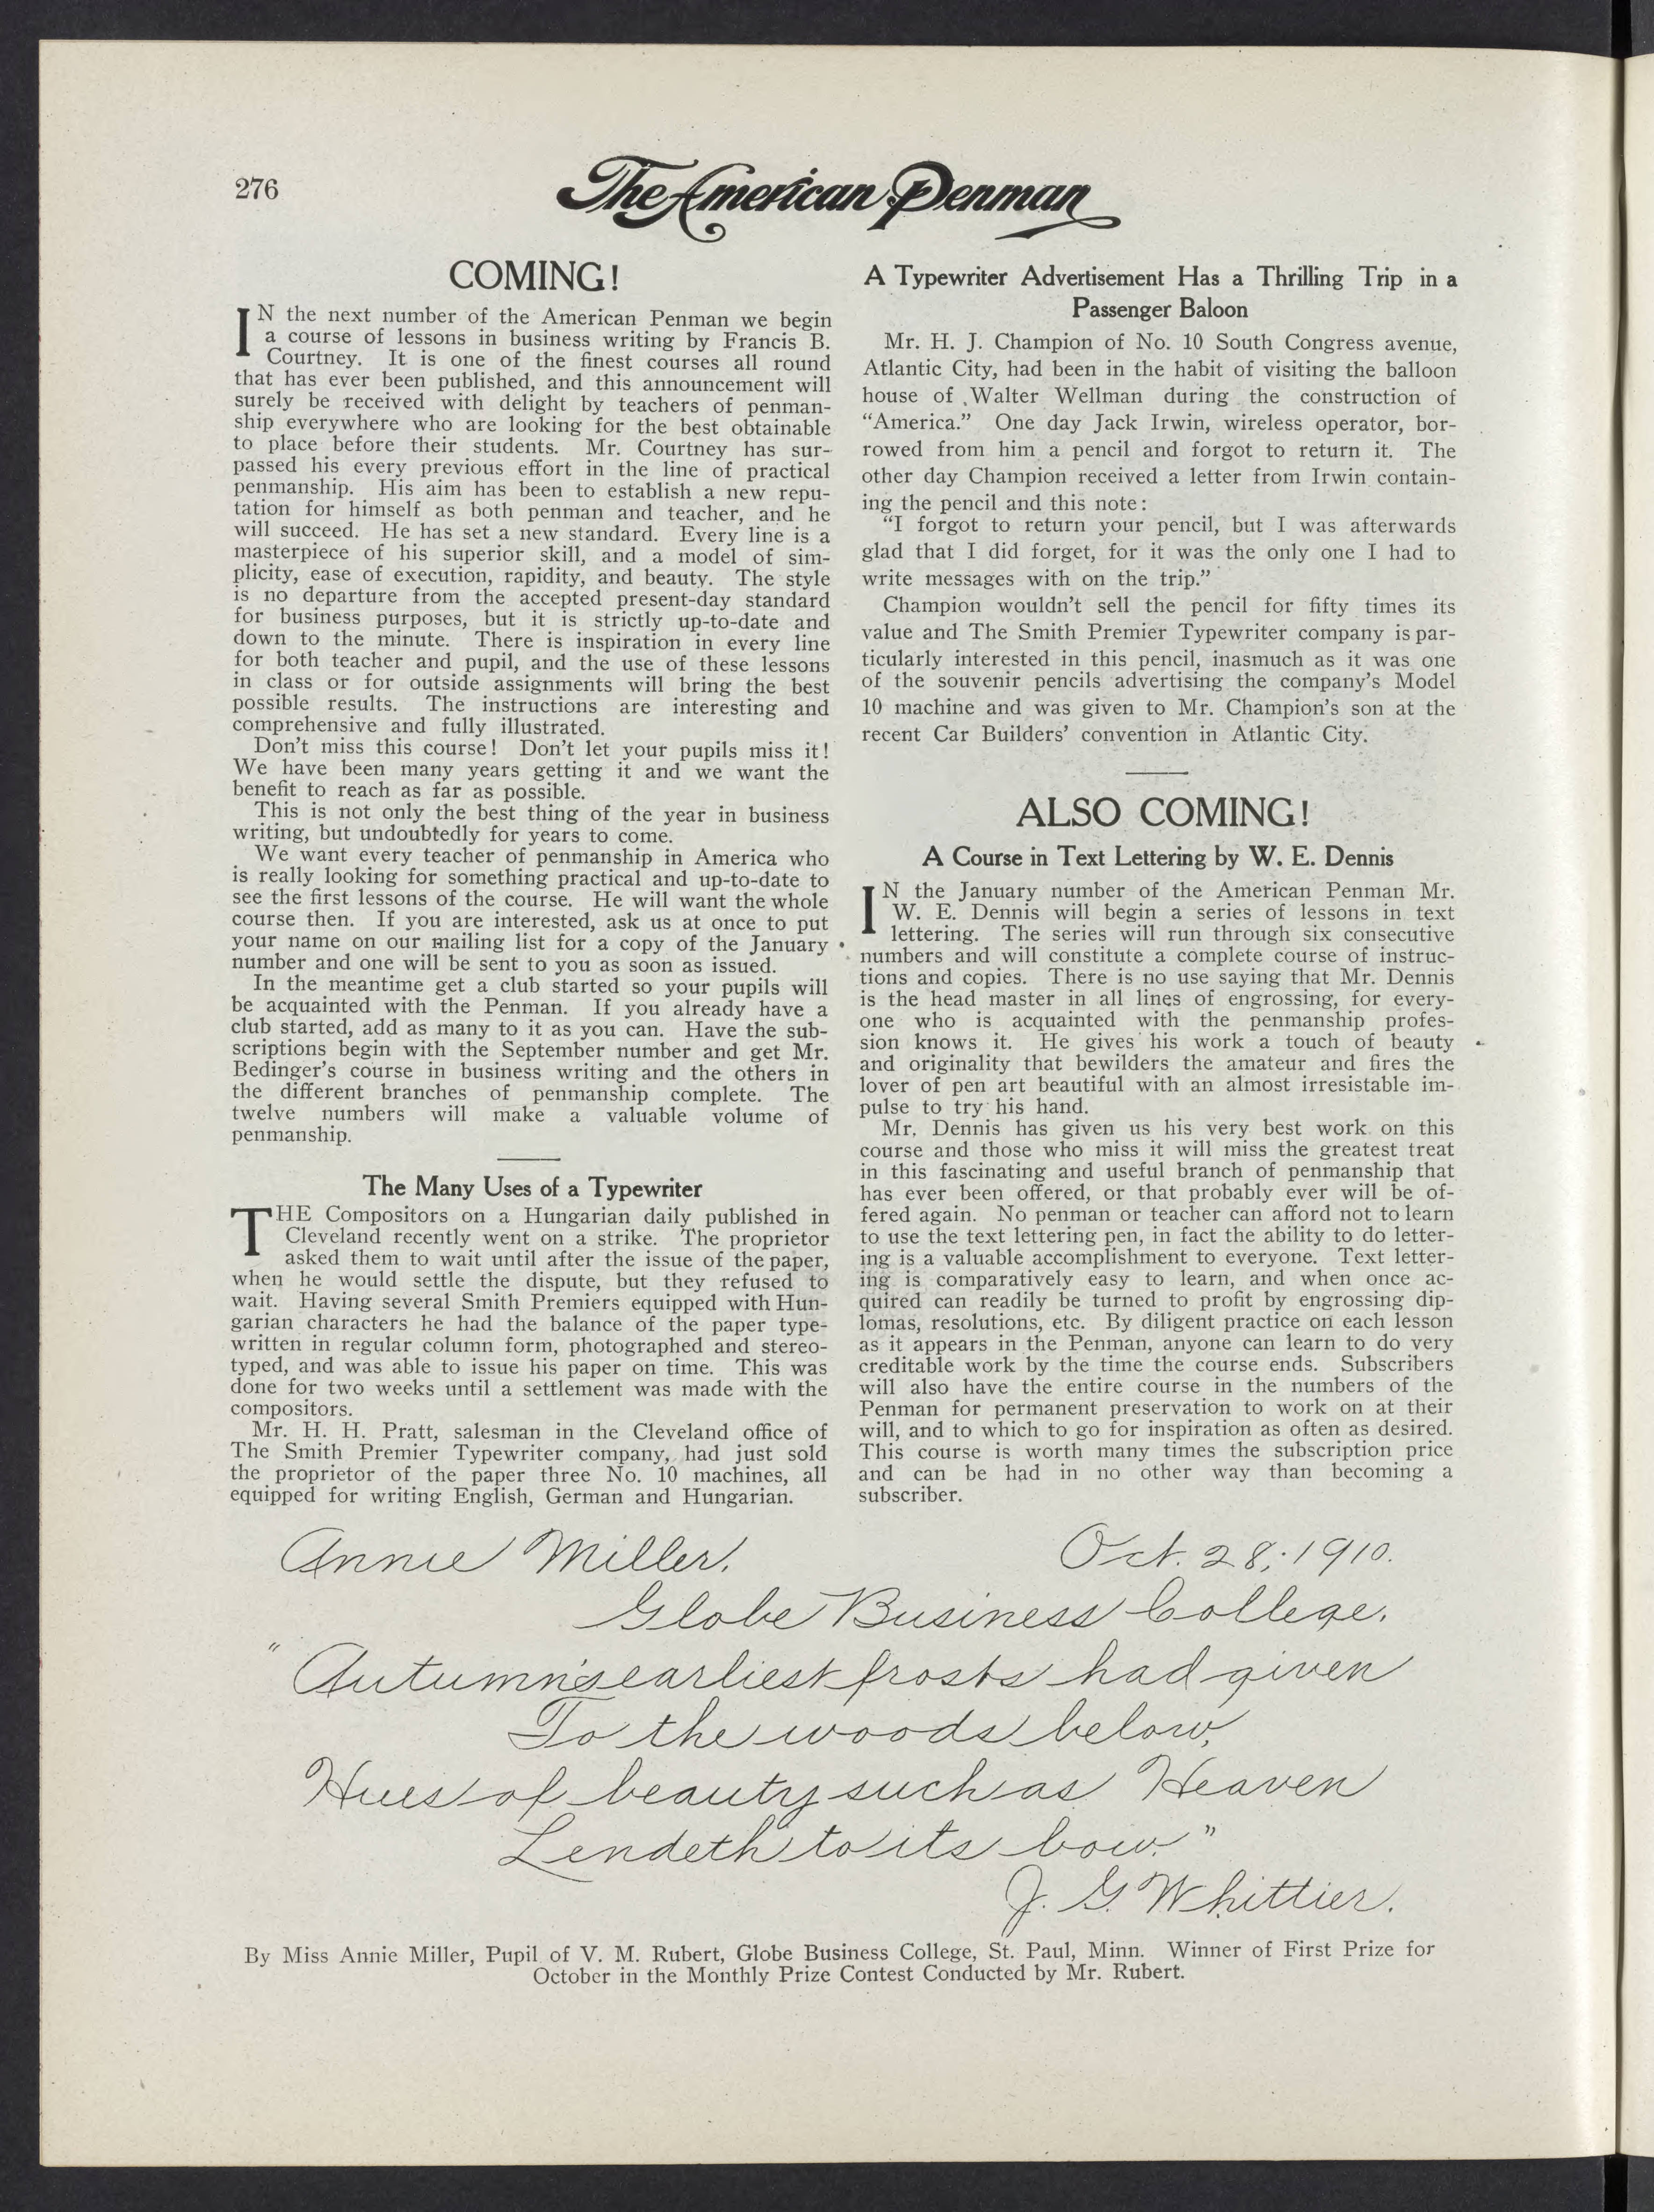 276
The American Penman
COMING!
IN the next number of the American Penman we begin
a course of lessons in business writing by Francis B.
Courtney. It is one of the finest courses all round
that has ever been published, and this announcement will
surely be received with delight by teachers of penman-
ship everywhere who are looking for the best obtainable
to place before their students. Mr. Courtney has sur-
passed his every previous effort in the line of practical
penmanship. His aim has been to establish a new repu-
tation for himself as both penman and teacher, and he
will succeed. He has set a new standard. Every line is a
masterpiece of his superior skill, and a model of sim-
plicity, ease of execution, rapidity, and beauty. The style
is no departure from the accepted present-day standard
for business purposes, but it is strictly up-to-date and
down to the minute. There is inspiration in every line
for both teacher and pupil, and the use of these lessons
in class or for outside assignments will bring the best
possible results. The instructions are interesting and
comprehensive and fully illustrated.
Don't miss this course! Don't let your pupils miss it!
We have been many years getting it and we want the
benefit to reach as far as possible.
This is not only the best thing of the year in business
writing, but undoubtedly for years to come.
We want every teacher of penmanship in America who
is really looking for something practical and up-to-date to
see the first lessons of the course. He will want the whole
course then. If you are interested, ask us at once to put
your name on our mailing list for a copy of the January
number and one will be sent to you as soon as issued.
In the meantime get a club started so your pupils will
be acquainted with the Penman. If you already have a
club started, add as many to it as you can. Have the sub-
scriptions begin with the September number and get Mr.
Bedinger's course in business writing and the others in
the different branches of penmanship complete. The
twelve numbers will make a valuable volume of
penmanship.
The Many Uses of a Typewriter
THE Compositors on a Hungarian daily published in
Cleveland recently went on a strike. The proprietor
asked them to wait until after the issue of the paper,
when he would settle the dispute, but they refused to
wait. Having several Smith Premiers equipped with Hun-
garian characters he had the balance of the paper type-
written in regular column form, photographed and stereo-
typed, and was able to issue his paper on time. This was
done for two weeks until a settlement was made with the
compositors.
Mr. H. H. Pratt, salesman in the Cleveland office of
The Smith Premier Typewriter company, had just sold
the proprietor of the paper three No. 10 machines, all
equipped for writing English, German and Hungarian.
A Typewriter Advertisement Has a Thrilling Trip in a
Passenger Baloon
Mr. H. J. Champion of No. 10 South Congress avenue,
Atlantic City, had been in the habit of visiting the balloon
house of Walter Wellman during the construction of
"America." One day Jack Irwin, wireless operator, bor-
rowed from him a pencil and forgot to return it. The
other day Champion received a letter from Irwin contain-
ing the pencil and this note:
"I forgot to return your pencil, but I was afterwards
glad that I did forget, for it was the only one I had to
write messages with on the trip."
Champion wouldn't sell the pencil for fifty times its
value and The Smith Premier Typewriter company is par-
ticularly interested in this pencil, inasmuch as it was one
of the souvenir pencils advertising the company's Model
10 machine and was given to Mr. Champion's son at the
recent Car Builders' convention in Atlantic City.
ALSO COMING!
A Course in Text Lettering by W. E. Dennis
IN the January number of the American Penman Mr.
W. E. Dennis will begin a series of lessons in text
lettering. The series will run through six consecutive
numbers and will constitute a complete course of instruc-
tions and copies. There is no use saying that Mr. Dennis
is the head master in all lines of engrossing, for every-
one who is acquainted with the penmanship profes-
sion knows it. He gives his work a touch of beauty
and originality that bewilders the amateur and fires the
lover of pen art beautiful with an almost irresistable im-
pulse to try his hand.
Mr. Dennis has given us his very best work on this
course and those who miss it will miss the greatest treat
in this fascinating and useful branch of penmanship that
has ever been offered, or that probably ever will be of-
fered again. No penman or teacher can afford not to learn
to use the text lettering pen, in fact the ability to do letter-
ing is a valuable accomplishment to everyone. Text letter-
ing is comparatively easy to learn, and when once ac-
quired can readily be turned to profit by engrossing dip-
lomas, resolutions, etc. By diligent practice on each lesson
as it appears in the Penman, anyone can learn to do very
creditable work by the time the course ends. Subscribers
will also have the entire course in the numbers of the
Penman for permanent preservation to work on at their
will, and to which to go for inspiration as often as desired.
This course is worth many times the subscription price
and can be had in no other way than becoming a
subscriber.
Annie Miller. Oct. 28, 1910.
Globe Business College.
"Autumn's earliest frosts had given
To the woods below,
Hues of beauty such as Heaven
Lendeth to its bow."
J. G. Whittier.
By Miss Annie Miller, Pupil of V. M. Rubert, Globe Business College, St. Paul, Minn. Winner of First Prize for
October in the Monthly Prize Contest Conducted by Mr. Rubert.